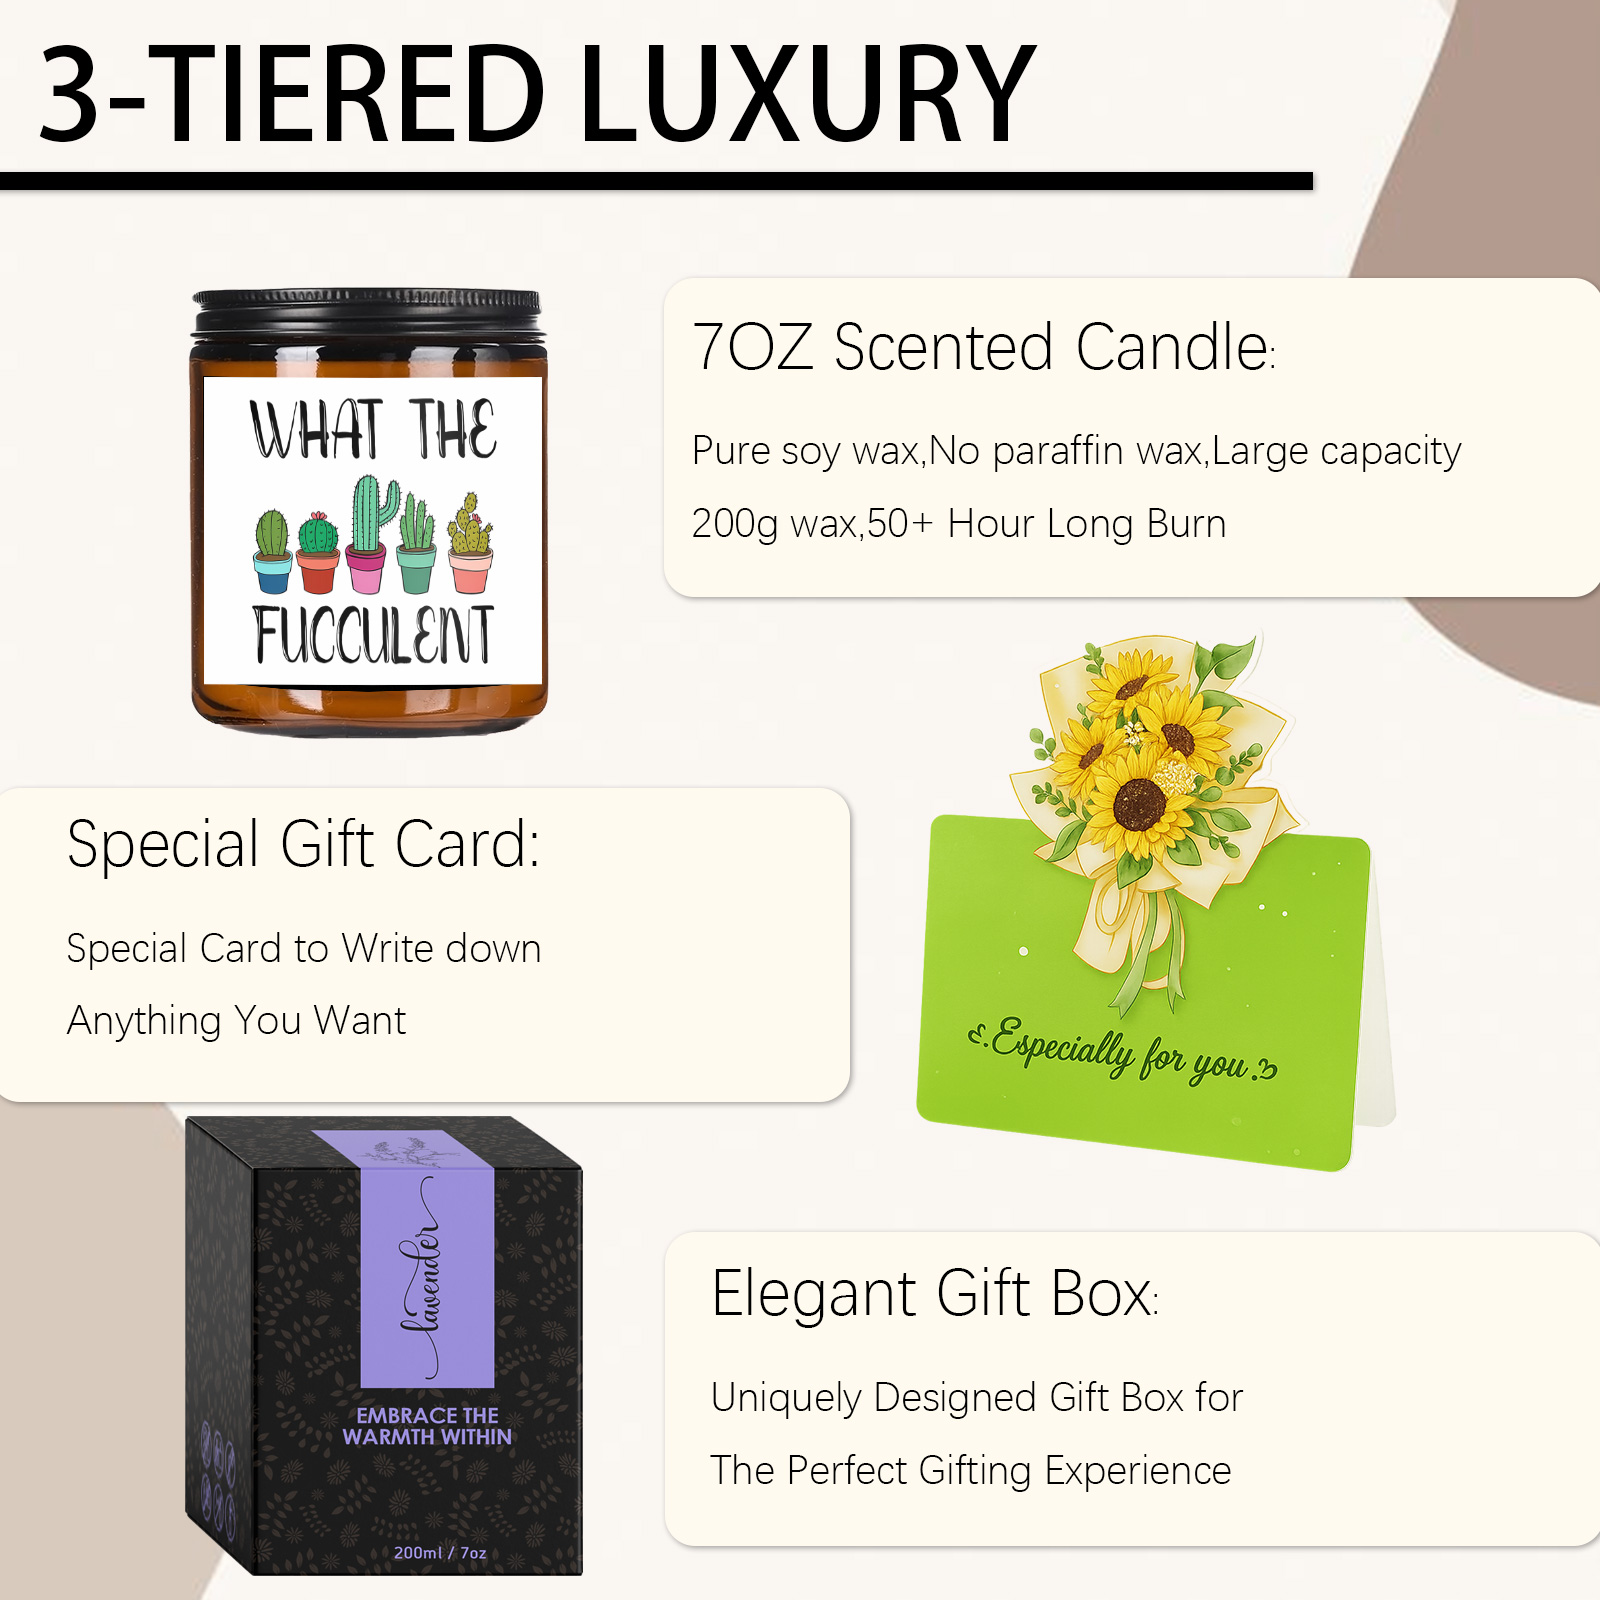 3-TIERED LUXURY
WHAT THE
FUCCULENT
7OZ Scented Candle:
Pure soy wax,No paraffin wax,Large capacity
200g wax,50+ Hour Long Burn
Special Gift Card:
Special Card to Write down
Anything You Want
Especially for you
lavender
EMBRACE THE
WARMTH WITHIN
200ml / 7oz
Elegant Gift Box:
Uniquely Designed Gift Box for
The Perfect Gifting Experience